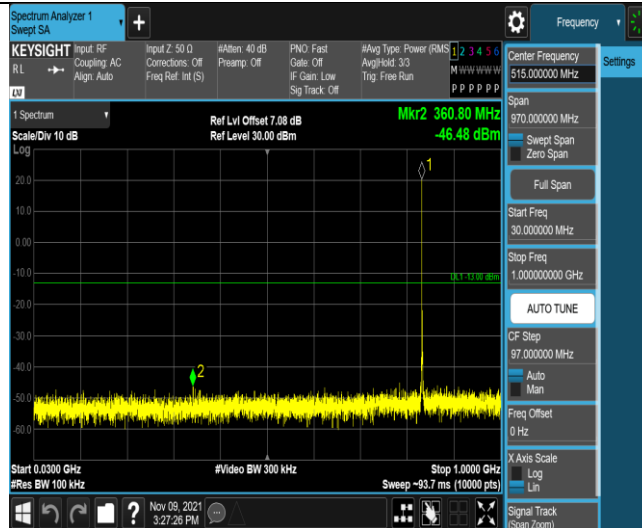 Spectrum Analyzer 1
Swept SA
Frequency
KEYSIGHT
Input: RF
Coupling: AC
Align: Auto
Input Z: 50 Ω
Corrections: Off
Freq Ref: Int (S)
#Atten: 40 dB
Preamp: Off
PNO: Fast
Gate: Off
IF Gain: Low
Sig Track: Off
#Avg Type: Power (RMS
Avg|Hold: 3/3
Trig: Free Run
1 2 3 4 5 6
M W W W W W
P P P P P P
R L
LXI
1 Spectrum
Scale/Div 10 dB
Log
Ref Lvl Offset 7.08 dB
Ref Level 30.00 dBm
Mkr2 360.80 MHz
-46.48 dBm
1
20.0
10.0
0.00
-10.0
DL1 -13.00 dBm
-20.0
-30.0
-40.0
2
-50.0
-60.0
Start 0.0300 GHz
#Res BW 100 kHz
#Video BW 300 kHz
Stop 1.0000 GHz
Sweep ~93.7 ms (10000 pts)
?
Nov 09, 2021
3:27:26 PM
Center Frequency
515.000000 MHz
Settings
Span
970.000000 MHz
Swept Span
Zero Span
Full Span
Start Freq
30.000000 MHz
Stop Freq
1.000000000 GHz
AUTO TUNE
CF Step
97.000000 MHz
Auto
Man
Freq Offset
0 Hz
X Axis Scale
Log
Lin
Signal Track
(Span Zoom)